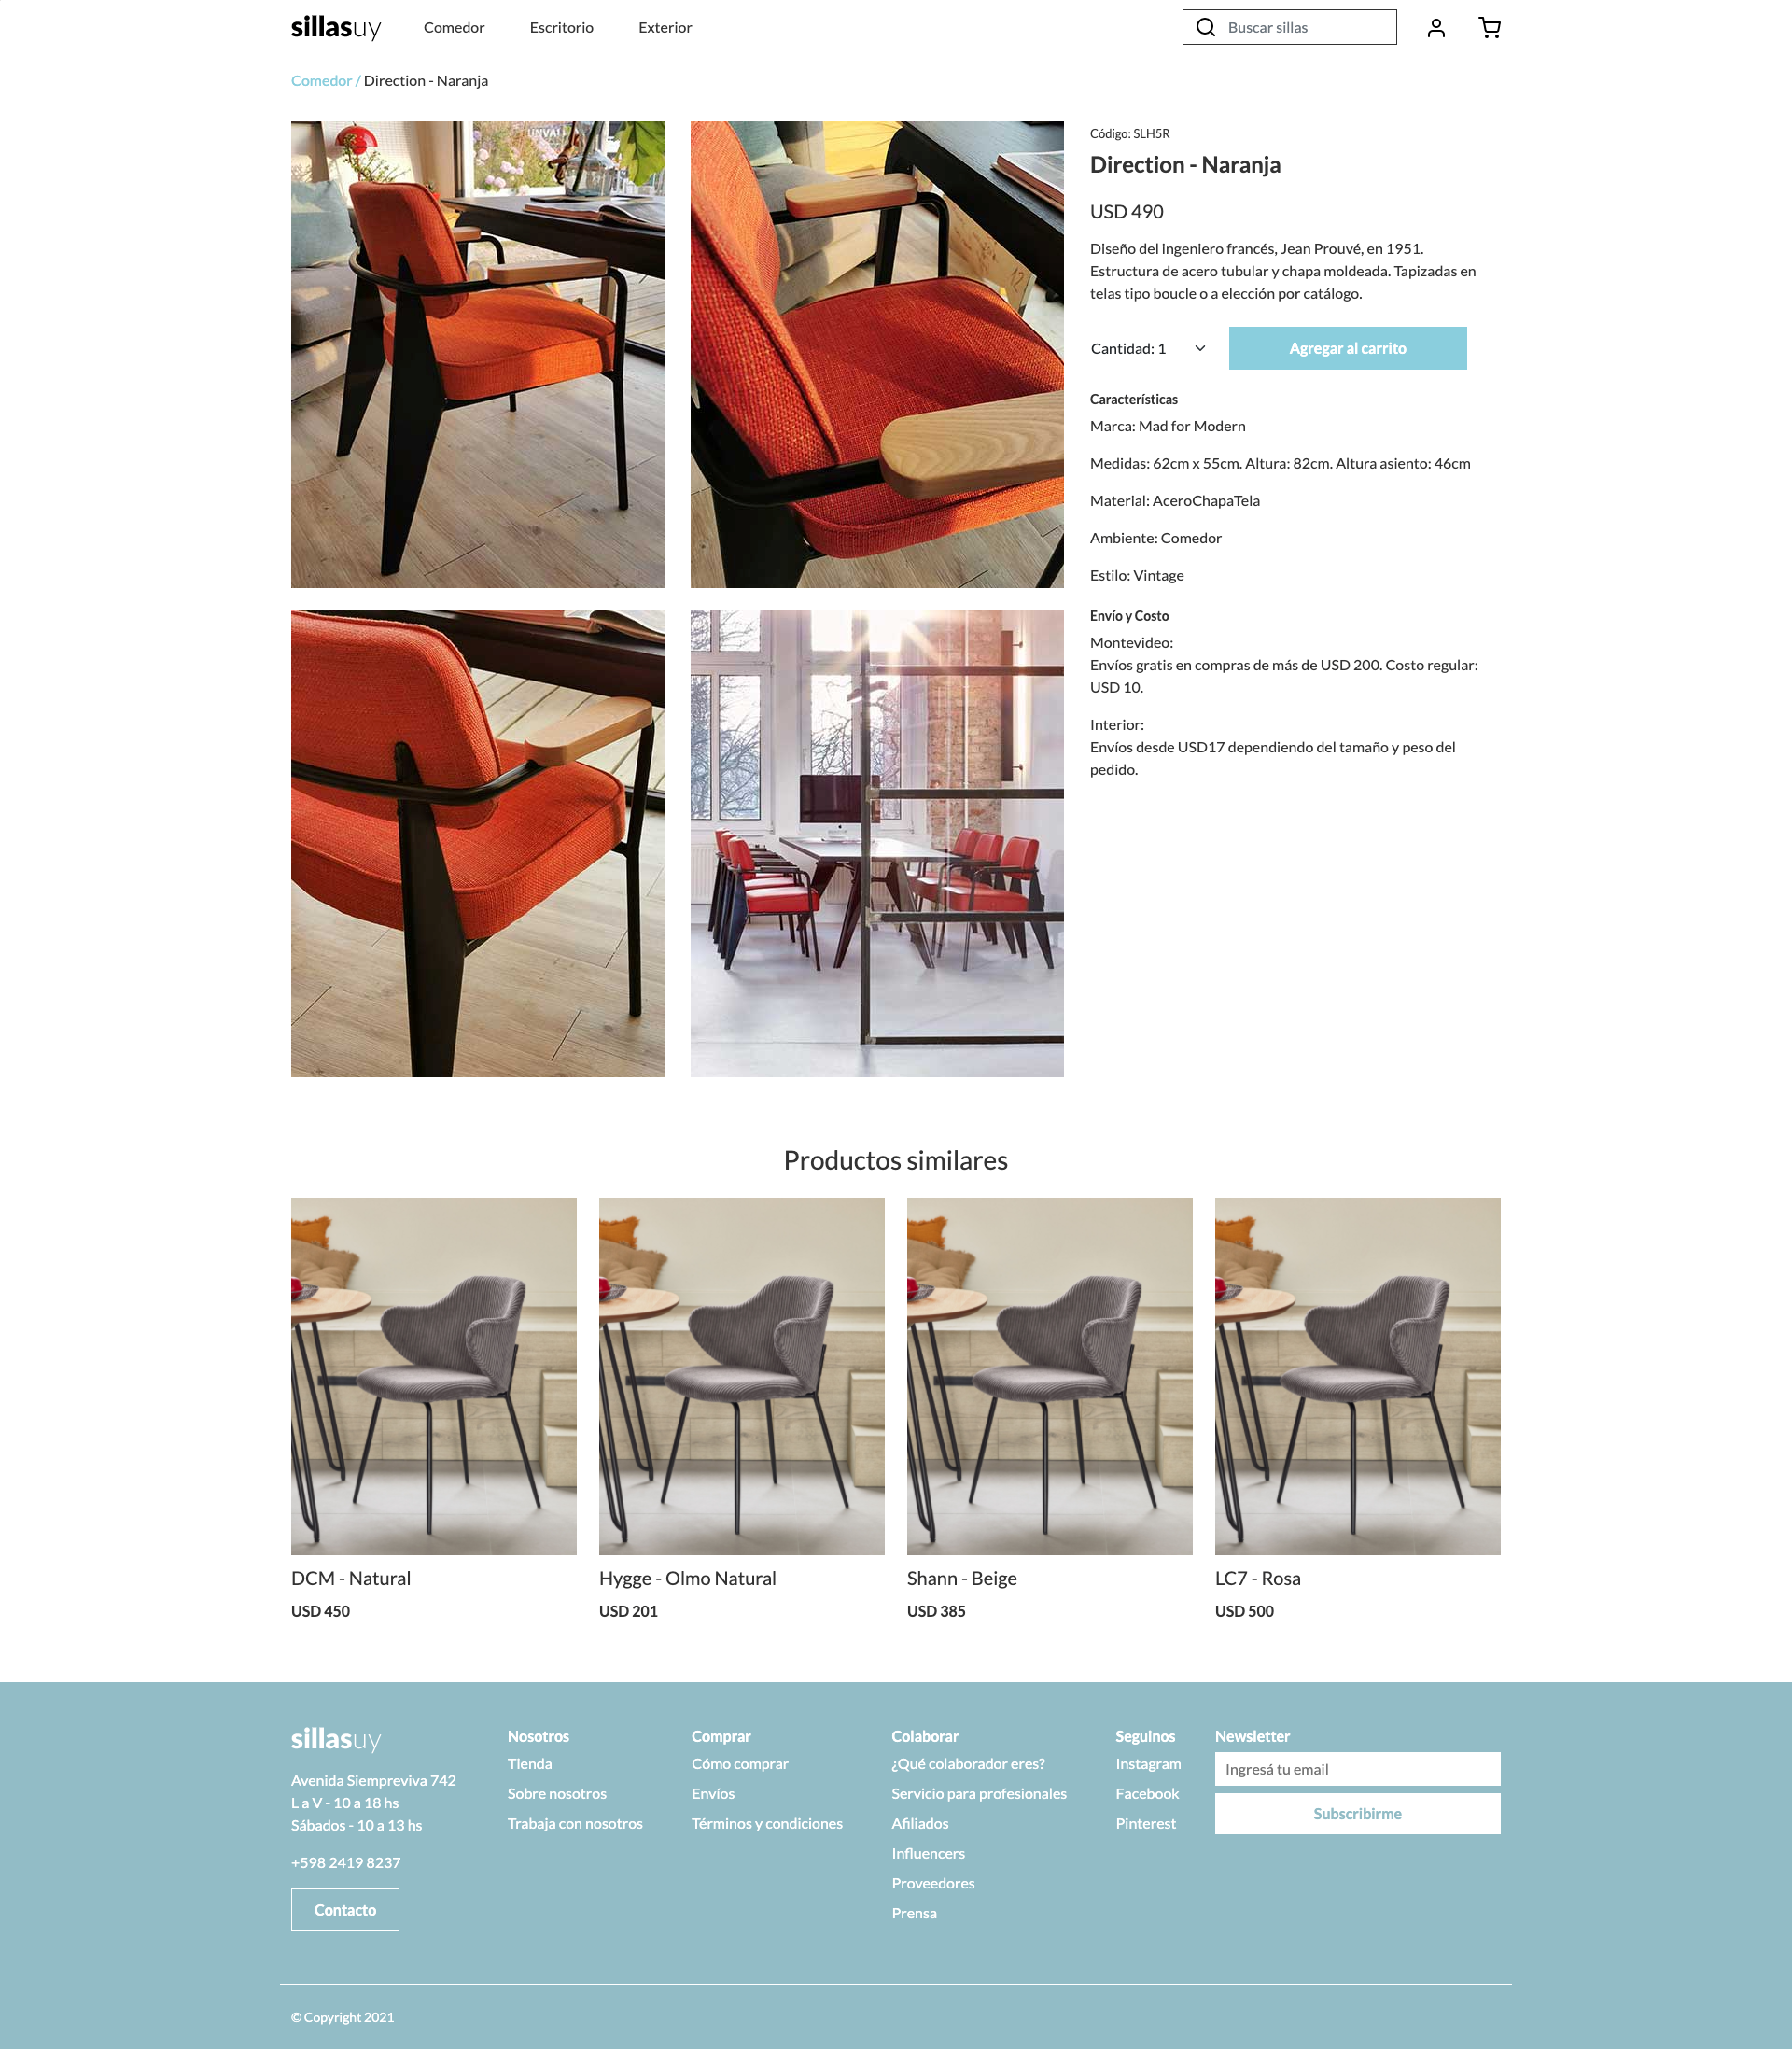 sillasuy
Comedor
Escritorio
Exterior
Buscar sillas
Comedor / Direction - Naranja
Código: SLH5R
Direction - Naranja
USD 490
Diseño del ingeniero francés, Jean Prouvé, en 1951.
Estructura de acero tubular y chapa moldeada. Tapizadas en
telas tipo boucle o a elección por catálogo.
Cantidad: 1
Agregar al carrito
Características
Marca: Mad for Modern
Medidas: 62cm x 55cm. Altura: 82cm. Altura asiento: 46cm
Material: AceroChapaTela
Ambiente: Comedor
Estilo: Vintage
Envío y Costo
Montevideo:
Envíos gratis en compras de más de USD 200. Costo regular:
USD 10.
Interior:
Envíos desde USD17 dependiendo del tamaño y peso del
pedido.
Productos similares
DCM - Natural
USD 450
Hygge - Olmo Natural
USD 201
Shann - Beige
USD 385
LC7 - Rosa
USD 500
sillasuy
Avenida Siempreviva 742
L a V - 10 a 18 hs
Sábados - 10 a 13 hs
+598 2419 8237
Contacto
Nosotros
Tienda
Sobre nosotros
Trabaja con nosotros
Comprar
Cómo comprar
Envíos
Términos y condiciones
Colaborar
¿Qué colaborador eres?
Servicio para profesionales
Afiliados
Influencers
Proveedores
Prensa
Seguinos
Instagram
Facebook
Pinterest
Newsletter
Ingresá tu email
Subscribirme
© Copyright 2021